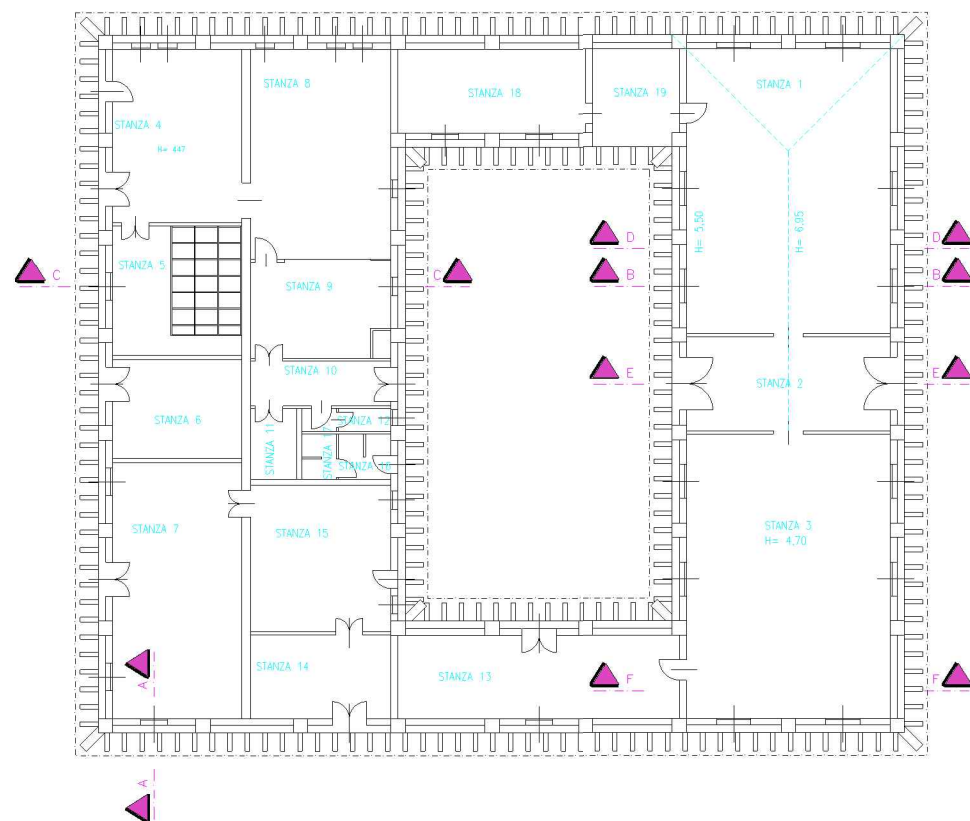 STANZA 8
STANZA 18
STANZA 19
STANZA 1
STANZA 4
H= 447
H= 5,50
H= 6,95
D
D
STANZA 5
C
C
B
B
STANZA 9
STANZA 10
E
E
STANZA 2
STANZA 6
STANZA 12
STANZA 11
STANZA 17
STANZA 16
STANZA 7
STANZA 15
STANZA 3
H= 4,70
STANZA 14
STANZA 13
F
F
A
A